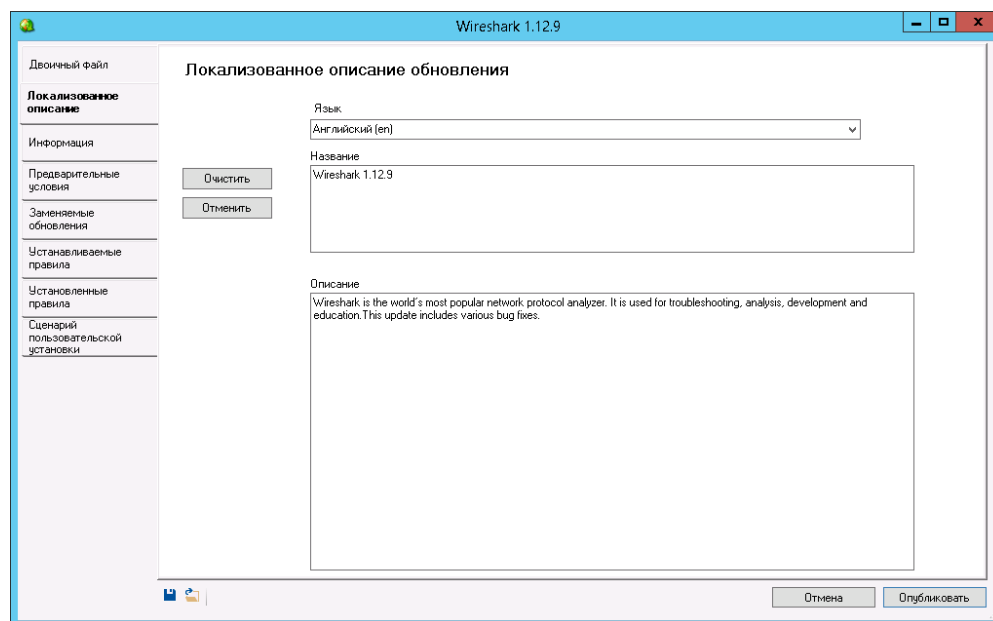 Wireshark 1.12.9
Двоичный файл
Локализованное
описание
Информация
Предварительные
условия
Заменяемые
обновления
Устанавливаемые
правила
Установленные
правила
Сценарий
пользовательской
установки
Локализованное описание обновления
Язык
Английский (en)
Название
Очистить
Отменить
Wireshark 1.12.9
Описание
Wireshark is the world's most popular network protocol analyzer. It is used for troubleshooting, analysis, development and
education.This update includes various bug fixes.
Отмена
Опубликовать